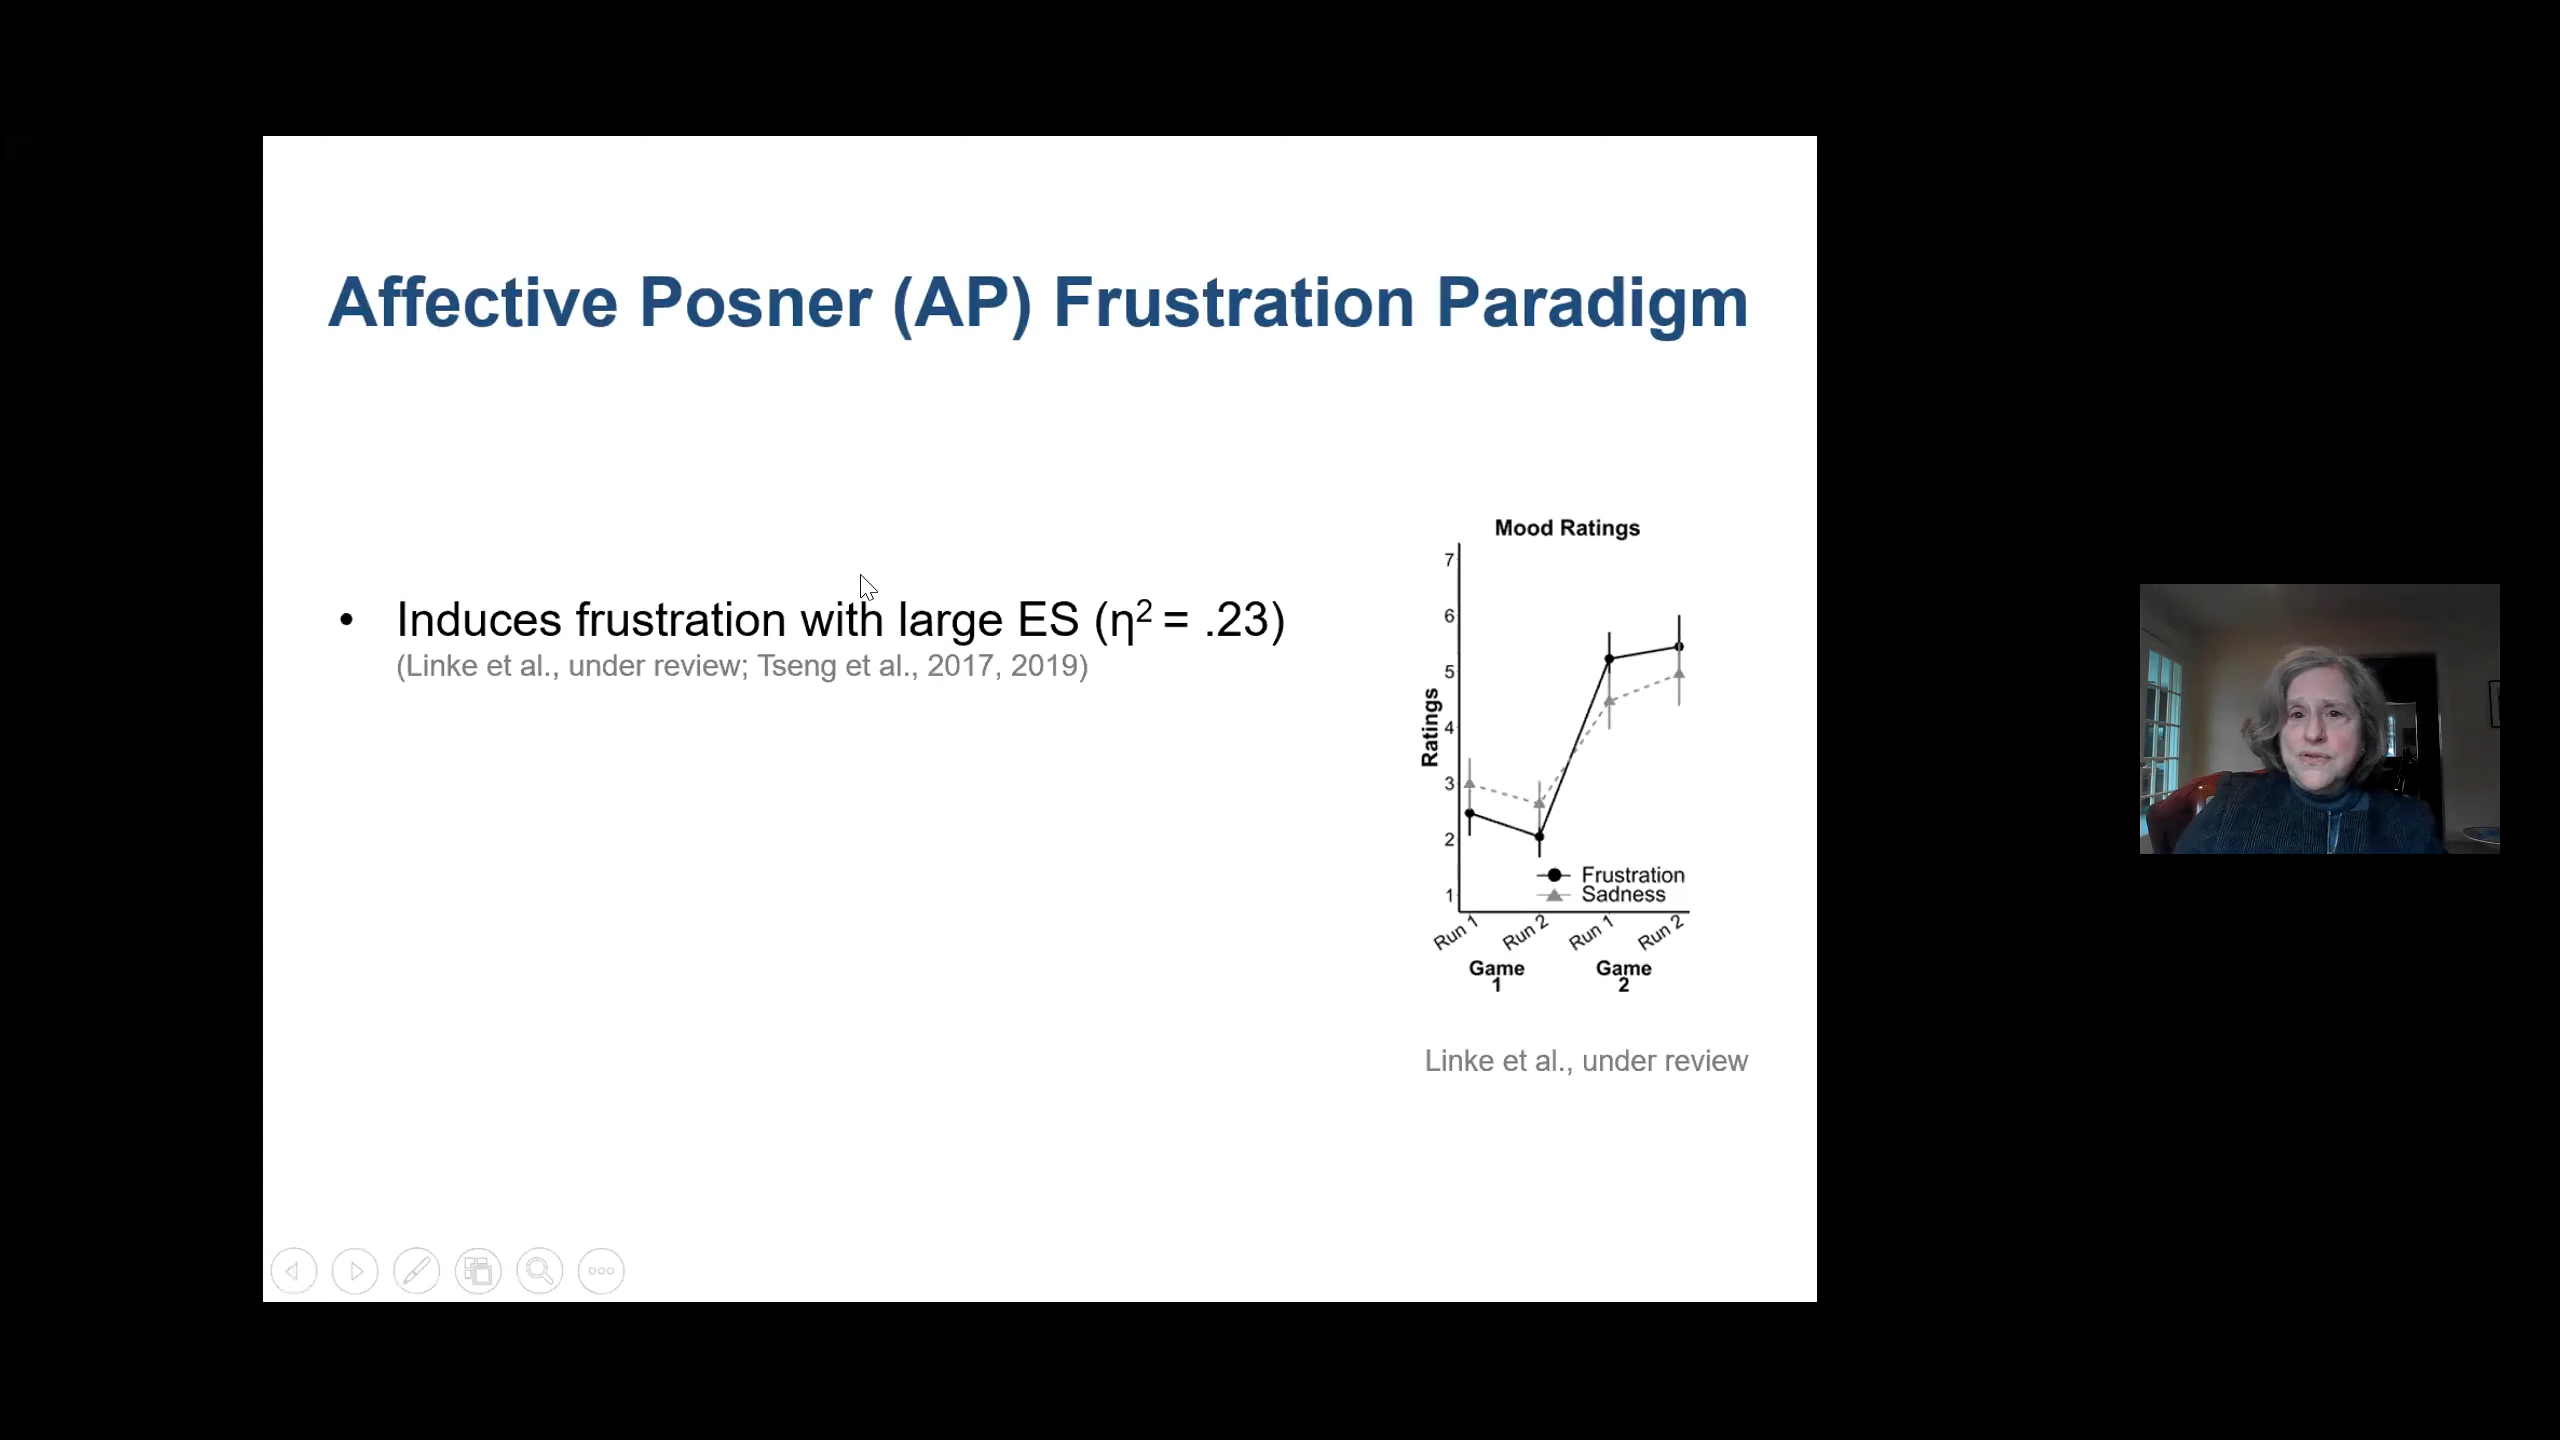 Affective Posner (AP) Frustration Paradigm
• Induces frustration with large ES (η² = .23)
(Linke et al., under review; Tseng et al., 2017, 2019)
Mood Ratings
Ratings
7
6
5
4
3
2
1
Frustration
Sadness
Run 1 Run 2 Run 1 Run 2
Game 1
Game 2
Linke et al., under review